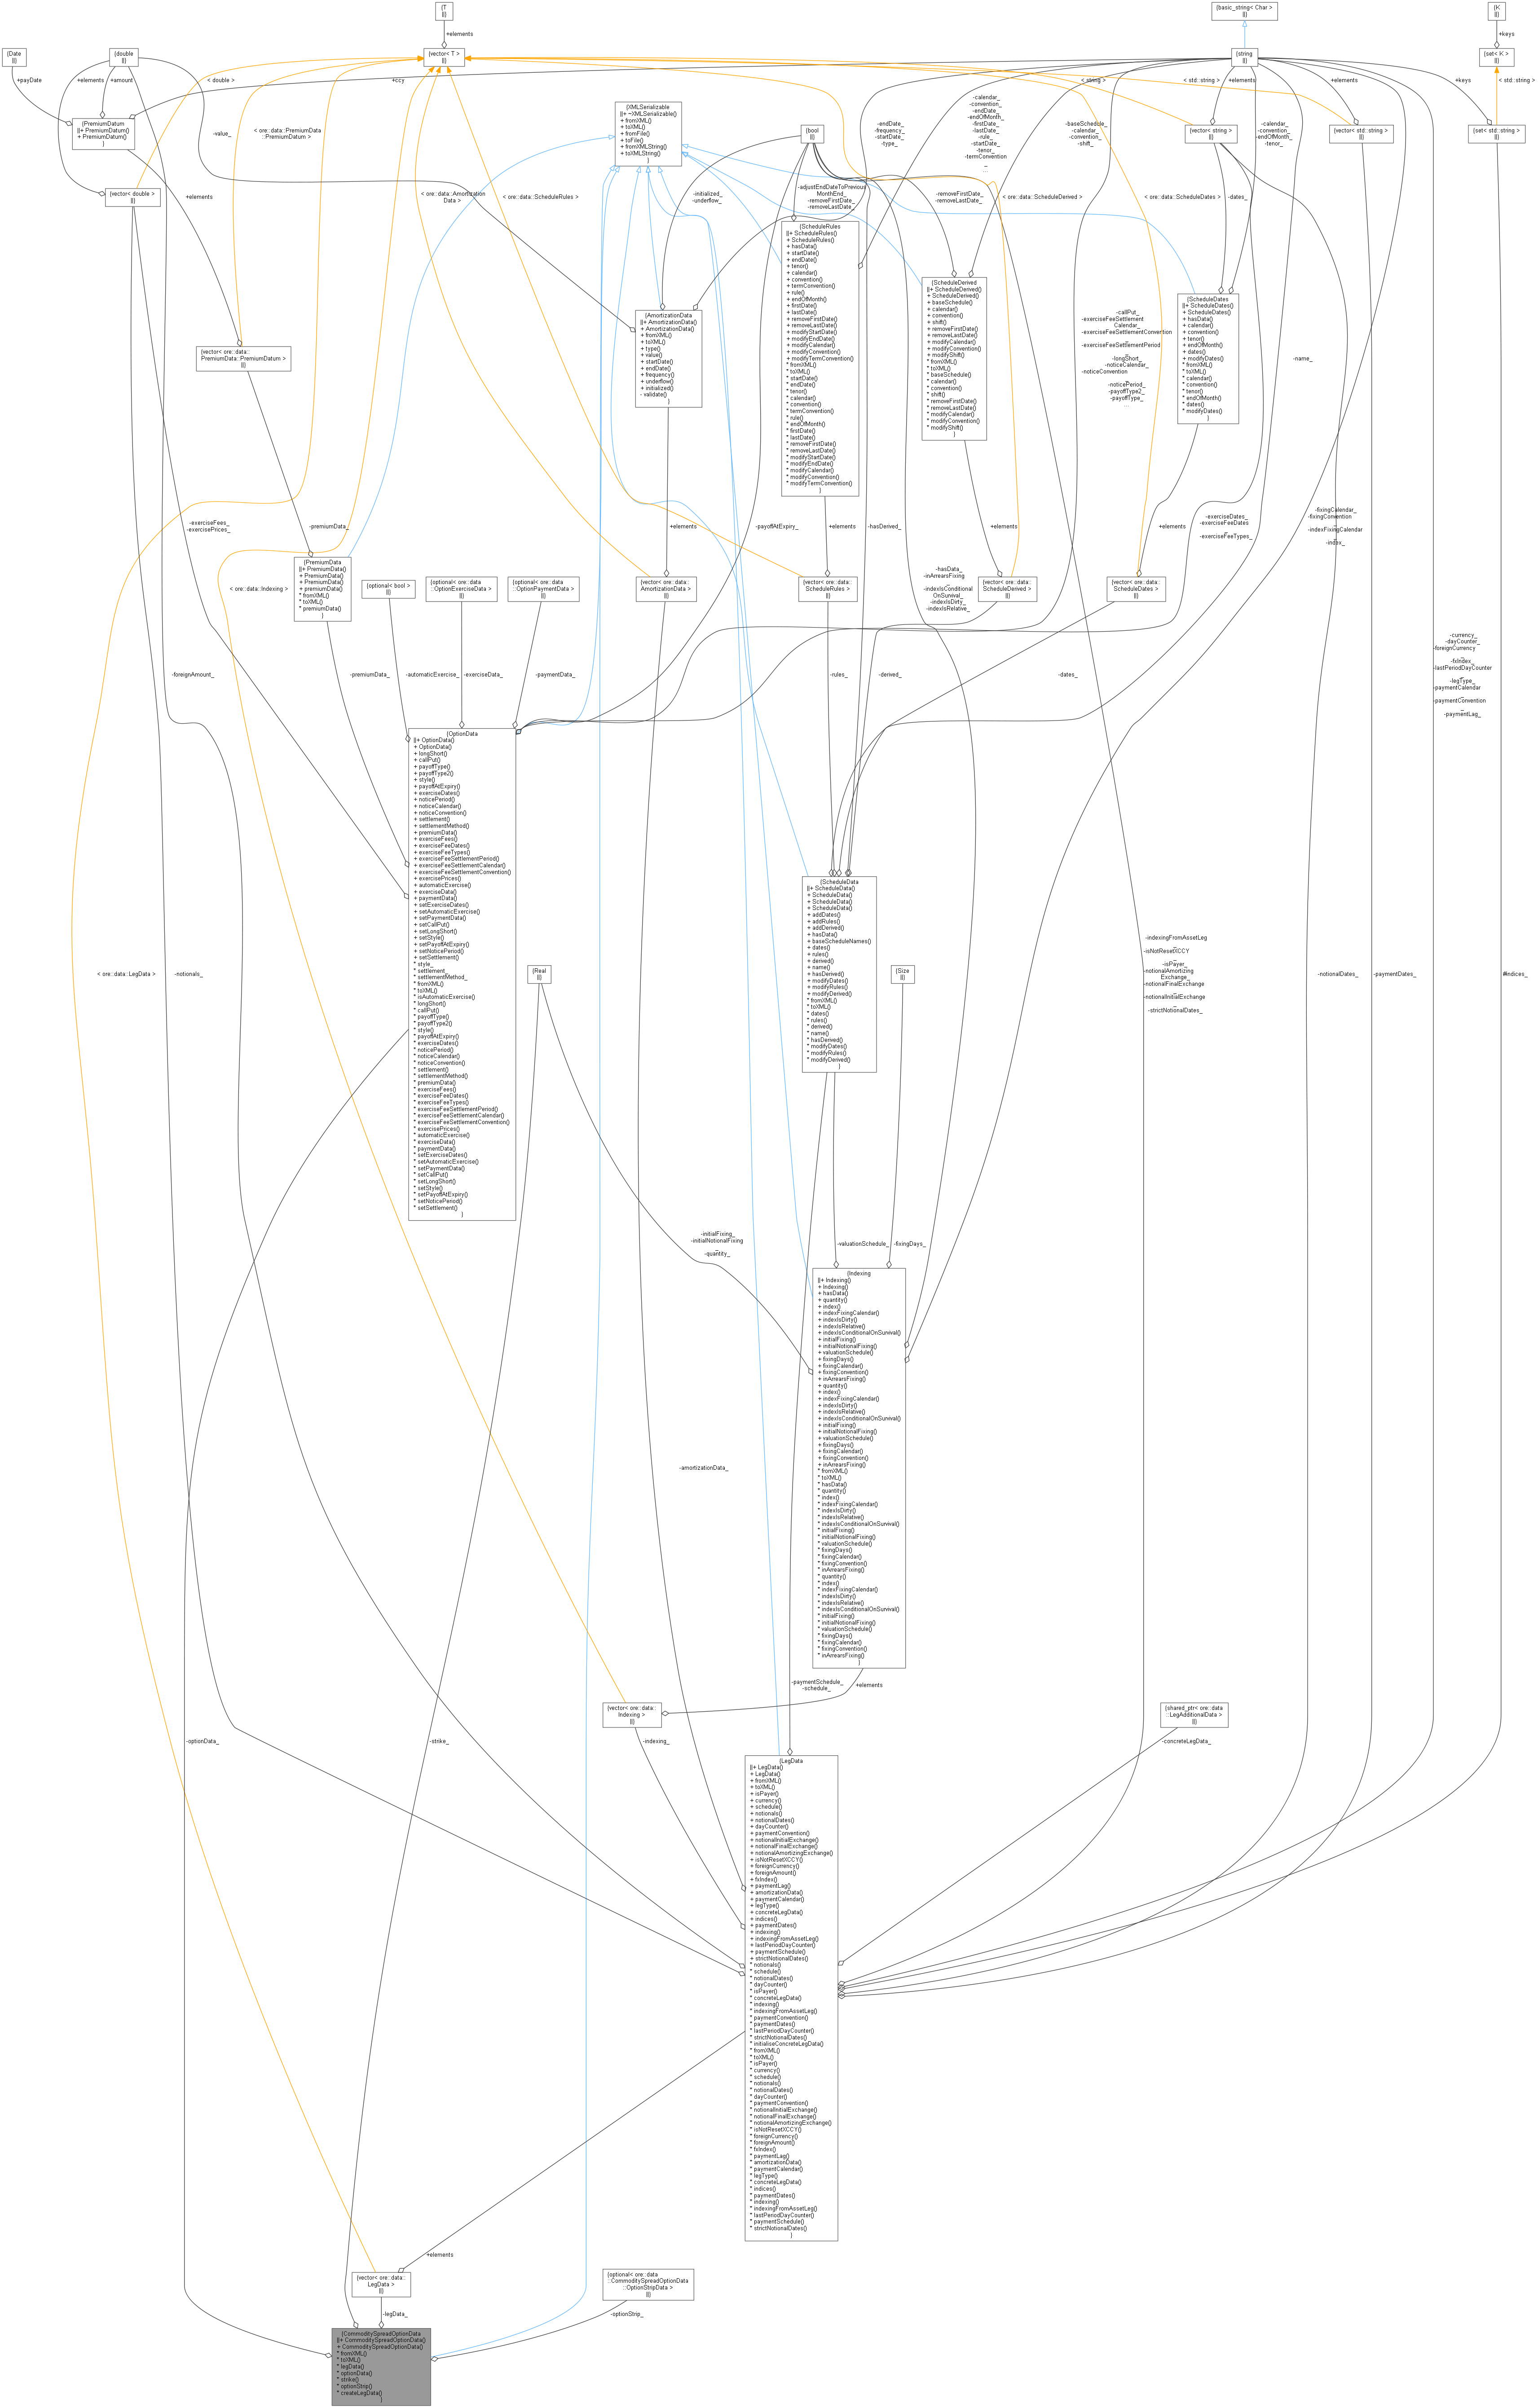 {T
||}
{basic_string< Char >
||}
{K
||}
+elements
+keys
{Date
||}
{double
||}
{vector< T >
||}
{string
||}
{set< K >
||}
+payDate
+elements
+amount
< double >
+ccy
< string >
< std::string >
+elements
+elements
+keys
< std::string >
{PremiumDatum
||+ PremiumDatum()
+ PremiumDatum()
}
-value_
< ore::data::PremiumData
::PremiumDatum >
{XMLSerializable
||+ ~XMLSerializable()
+ fromXML()
+ toXML()
+ fromFile()
+ toFile()
+ fromXMLString()
+ toXMLString()
}
{bool
||}
-endDate_
-frequency_
-startDate_
-type_
-calendar_
-convention_
-endDate_
-endOfMonth_
-firstDate_
-lastDate_
-rule_
-startDate_
-tenor_
-termConvention
_
...
-baseSchedule_
-calendar_
-convention_
-shift_
{vector< string >
||}
-calendar_
-convention_
-endOfMonth_
-tenor_
{vector< std::string >
||}
{set< std::string >
||}
{vector< double >
||}
+elements
< ore::data::Amortization
Data >
< ore::data::ScheduleRules >
-initialized_
-underflow_
-adjustEndDateToPrevious
MonthEnd_
-removeFirstDate_
-removeLastDate_
-removeFirstDate_
-removeLastDate_
< ore::data::ScheduleDerived >
< ore::data::ScheduleDates >
-dates_
{ScheduleRules
||+ ScheduleRules()
+ ScheduleRules()
+ hasData()
+ startDate()
+ endDate()
+ tenor()
+ calendar()
+ convention()
+ termConvention()
+ rule()
+ endOfMonth()
+ firstDate()
+ lastDate()
+ removeFirstDate()
+ removeLastDate()
+ modifyStartDate()
+ modifyEndDate()
+ modifyCalendar()
+ modifyConvention()
+ modifyTermConvention()
* fromXML()
* toXML()
* startDate()
* endDate()
* tenor()
* calendar()
* convention()
* termConvention()
* rule()
* endOfMonth()
* firstDate()
* lastDate()
* removeFirstDate()
* removeLastDate()
* modifyStartDate()
* modifyEndDate()
* modifyCalendar()
* modifyConvention()
* modifyTermConvention()
}
{ScheduleDerived
||+ ScheduleDerived()
+ ScheduleDerived()
+ baseSchedule()
+ calendar()
+ convention()
+ shift()
+ removeFirstDate()
+ removeLastDate()
+ modifyCalendar()
+ modifyConvention()
+ modifyShift()
* fromXML()
* toXML()
* baseSchedule()
* calendar()
* convention()
* shift()
* removeFirstDate()
* removeLastDate()
* modifyCalendar()
* modifyConvention()
* modifyShift()
}
{ScheduleDates
||+ ScheduleDates()
+ ScheduleDates()
+ hasData()
+ calendar()
+ convention()
+ tenor()
+ endOfMonth()
+ dates()
+ modifyDates()
* fromXML()
* toXML()
* calendar()
* convention()
* tenor()
* endOfMonth()
* dates()
* modifyDates()
}
{AmortizationData
||+ AmortizationData()
+ AmortizationData()
+ fromXML()
+ toXML()
+ type()
+ value()
+ startDate()
+ endDate()
+ frequency()
+ underflow()
+ initialized()
- validate()
}
-callPut_
-exerciseFeeSettlement
Calendar_
-exerciseFeeSettlementConvention
_
-exerciseFeeSettlementPeriod
_
-longShort_
-noticeCalendar_
-noticeConvention
_
-noticePeriod_
-payoffType2_
-payoffType_
...
-name_
{vector< ore::data::
PremiumData::PremiumDatum >
||}
-exerciseFees_
-exercisePrices_
-premiumData_
+elements
-payoffAtExpiry_
+elements
-hasDerived_
+elements
+elements
-exerciseDates_
-exerciseFeeDates
_
-exerciseFeeTypes_
-fixingCalendar_
-fixingConvention
_
-indexFixingCalendar
_
-index_
< ore::data::Indexing >
{PremiumData
||+ PremiumData()
+ PremiumData()
+ PremiumData()
+ premiumData()
* fromXML()
* toXML()
* premiumData()
}
{optional< bool >
||}
{optional< ore::data
::OptionExerciseData >
||}
{optional< ore::data
::OptionPaymentData >
||}
{vector< ore::data::
AmortizationData >
||}
{vector< ore::data::
ScheduleRules >
||}
-hasData_
-inArrearsFixing
_
-indexIsConditional
OnSurvival_
-indexIsDirty_
-indexIsRelative_
{vector< ore::data::
ScheduleDerived >
||}
{vector< ore::data::
ScheduleDates >
||}
-foreignAmount_
-premiumData_
-automaticExercise_
-exerciseData_
-paymentData_
-rules_
-derived_
-dates_
-currency_
-dayCounter_
-foreignCurrency
_
-fxIndex_
-lastPeriodDayCounter
_
-legType_
-paymentCalendar
_
-paymentConvention
_
-paymentLag_
{OptionData
||+ OptionData()
+ OptionData()
+ longShort()
+ callPut()
+ payoffType()
+ payoffType2()
+ style()
+ payoffAtExpiry()
+ exerciseDates()
+ noticePeriod()
+ noticeCalendar()
+ noticeConvention()
+ settlement()
+ settlementMethod()
+ premiumData()
+ exerciseFees()
+ exerciseFeeDates()
+ exerciseFeeTypes()
+ exerciseFeeSettlementPeriod()
+ exerciseFeeSettlementCalendar()
+ exerciseFeeSettlementConvention()
+ exercisePrices()
+ automaticExercise()
+ exerciseData()
+ paymentData()
+ setExerciseDates()
+ setAutomaticExercise()
+ setPaymentData()
+ setCallPut()
+ setLongShort()
+ setStyle()
+ setPayoffAtExpiry()
+ setNoticePeriod()
+ setSettlement()
* style_
* settlement_
* settlementMethod_
* fromXML()
* toXML()
* isAutomaticExercise()
* longShort()
* callPut()
* payoffType()
* payoffType2()
* style()
* payoffAtExpiry()
* exerciseDates()
* noticePeriod()
* noticeCalendar()
* noticeConvention()
* settlement()
* settlementMethod()
* premiumData()
* exerciseFees()
* exerciseFeeDates()
* exerciseFeeTypes()
* exerciseFeeSettlementPeriod()
* exerciseFeeSettlementCalendar()
* exerciseFeeSettlementConvention()
* exercisePrices()
* automaticExercise()
* exerciseData()
* paymentData()
* setExerciseDates()
* setAutomaticExercise()
* setPaymentData()
* setCallPut()
* setLongShort()
* setStyle()
* setPayoffAtExpiry()
* setNoticePeriod()
* setSettlement()
}
{ScheduleData
||+ ScheduleData()
+ ScheduleData()
+ ScheduleData()
+ ScheduleData()
+ addDates()
+ addRules()
+ addDerived()
+ hasData()
+ baseScheduleNames()
+ dates()
+ rules()
+ derived()
+ name()
+ hasDerived()
+ modifyDates()
+ modifyRules()
+ modifyDerived()
* fromXML()
* toXML()
* dates()
* rules()
* derived()
* name()
* hasDerived()
* modifyDates()
* modifyRules()
* modifyDerived()
}
< ore::data::LegData >
-notionals_
{Real
||}
{Size
||}
-indexingFromAssetLeg
_
-isNotResetXCCY
_
-isPayer_
-notionalAmortizing
Exchange_
-notionalFinalExchange
_
-notionalInitialExchange
_
-strictNotionalDates_
-notionalDates_
-paymentDates_
#indices_
-initialFixing_
-initialNotionalFixing
_
-quantity_
-valuationSchedule_
-fixingDays_
{Indexing
||+ Indexing()
+ Indexing()
+ hasData()
+ quantity()
+ index()
+ indexFixingCalendar()
+ indexIsDirty()
+ indexIsRelative()
+ indexIsConditionalOnSurvival()
+ initialFixing()
+ initialNotionalFixing()
+ valuationSchedule()
+ fixingDays()
+ fixingCalendar()
+ fixingConvention()
+ inArrearsFixing()
+ quantity()
+ index()
+ indexFixingCalendar()
+ indexIsDirty()
+ indexIsRelative()
+ indexIsConditionalOnSurvival()
+ initialFixing()
+ initialNotionalFixing()
+ valuationSchedule()
+ fixingDays()
+ fixingCalendar()
+ fixingConvention()
+ inArrearsFixing()
* fromXML()
* toXML()
* hasData()
* quantity()
* index()
* indexFixingCalendar()
* indexIsDirty()
* indexIsRelative()
* indexIsConditionalOnSurvival()
* initialFixing()
* initialNotionalFixing()
* valuationSchedule()
* fixingDays()
* fixingCalendar()
* fixingConvention()
* inArrearsFixing()
* quantity()
* index()
* indexFixingCalendar()
* indexIsDirty()
* indexIsRelative()
* indexIsConditionalOnSurvival()
* initialFixing()
* initialNotionalFixing()
* valuationSchedule()
* fixingDays()
* fixingCalendar()
* fixingConvention()
* inArrearsFixing()
}
-amortizationData_
-paymentSchedule_
-schedule_
+elements
{vector< ore::data::
Indexing >
||}
{shared_ptr< ore::data
::LegAdditionalData >
||}
-optionData_
-strike_
-indexing_
-concreteLegData_
{LegData
||+ LegData()
+ LegData()
+ fromXML()
+ toXML()
+ isPayer()
+ currency()
+ schedule()
+ notionals()
+ notionalDates()
+ dayCounter()
+ paymentConvention()
+ notionalInitialExchange()
+ notionalFinalExchange()
+ notionalAmortizingExchange()
+ isNotResetXCCY()
+ foreignCurrency()
+ foreignAmount()
+ fxIndex()
+ paymentLag()
+ amortizationData()
+ paymentCalendar()
+ legType()
+ concreteLegData()
+ indices()
+ paymentDates()
+ indexing()
+ indexingFromAssetLeg()
+ lastPeriodDayCounter()
+ paymentSchedule()
+ strictNotionalDates()
* notionals()
* schedule()
* notionalDates()
* dayCounter()
* isPayer()
* concreteLegData()
* indexing()
* indexingFromAssetLeg()
* paymentConvention()
* paymentDates()
* lastPeriodDayCounter()
* strictNotionalDates()
* initialiseConcreteLegData()
* fromXML()
* toXML()
* isPayer()
* currency()
* schedule()
* notionals()
* notionalDates()
* dayCounter()
* paymentConvention()
* notionalInitialExchange()
* notionalFinalExchange()
* notionalAmortizingExchange()
* isNotResetXCCY()
* foreignCurrency()
* foreignAmount()
* fxIndex()
* paymentLag()
* amortizationData()
* paymentCalendar()
* legType()
* concreteLegData()
* indices()
* paymentDates()
* indexing()
* indexingFromAssetLeg()
* lastPeriodDayCounter()
* paymentSchedule()
* strictNotionalDates()
}
+elements
{vector< ore::data::
LegData >
||}
{optional< ore::data
::CommoditySpreadOptionData
::OptionStripData >
||}
-legData_
-optionStrip_
{CommoditySpreadOptionData
||+ CommoditySpreadOptionData()
+ CommoditySpreadOptionData()
* fromXML()
* toXML()
* legData()
* optionData()
* strike()
* optionStrip()
* createLegData()
}